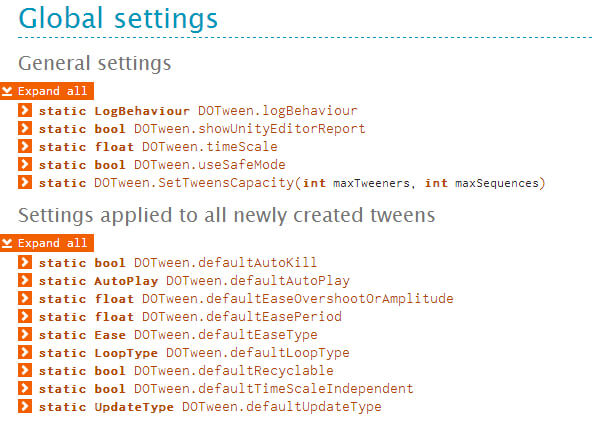 Global settings
General settings
Expand all
static LogBehaviour DOTween.logBehaviour
static bool DOTween.showUnityEditorReport
static float DOTween.timeScale
static bool DOTween.useSafeMode
static DOTween.SetTweensCapacity(int maxTweeners, int maxSequences)
Settings applied to all newly created tweens
Expand all
static bool DOTween.defaultAutoKill
static AutoPlay DOTween.defaultAutoPlay
static float DOTween.defaultEaseOvershootOrAmplitude
static float DOTween.defaultEasePeriod
static Ease DOTween.defaultEaseType
static LoopType DOTween.defaultLoopType
static bool DOTween.defaultRecyclable
static bool DOTween.defaultTimeScaleIndependent
static UpdateType DOTween.defaultUpdateType